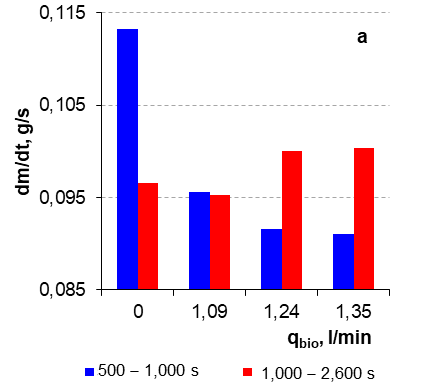 0,115
a
0,105
dm/dt, g/s
0,095
0,085
0 1,09 1,24 1,35
qbio, l/min
500 – 1,000 s 1,000 – 2,600 s